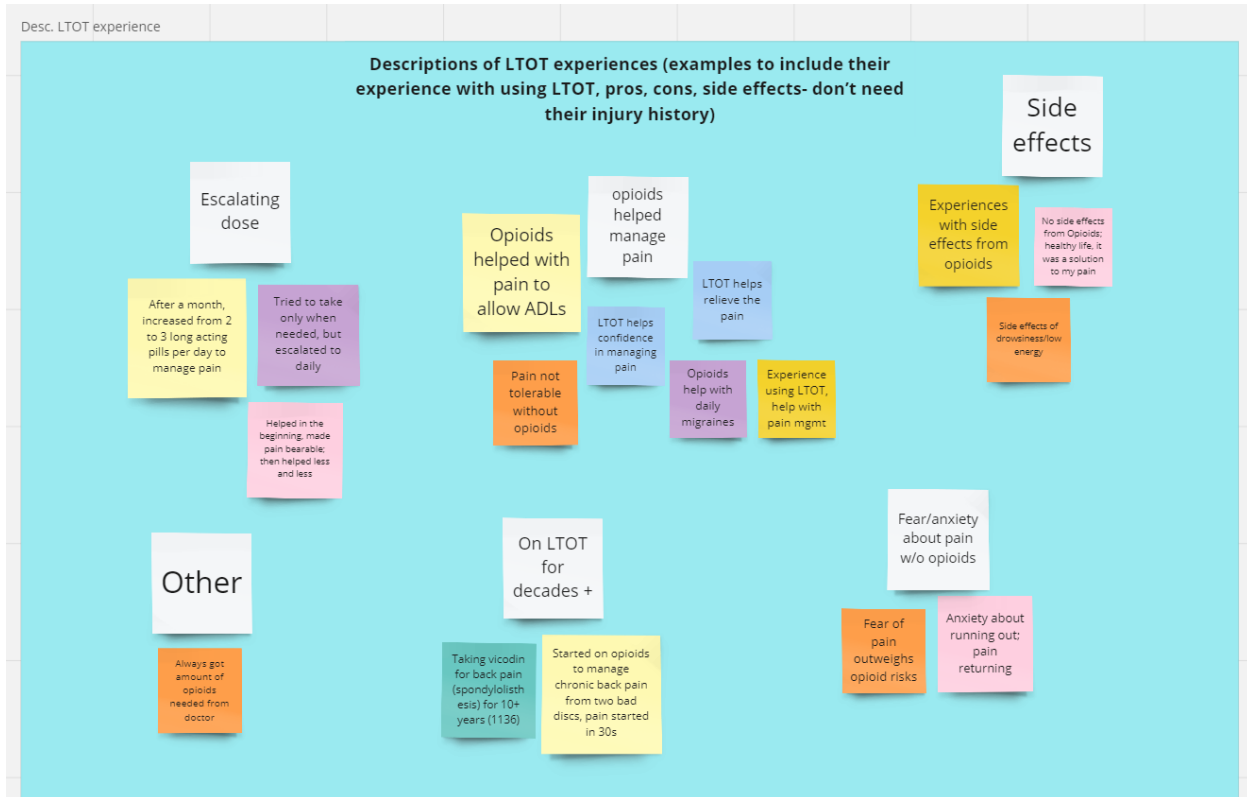 Desc. LTOT experience
Descriptions of LTOT experiences (examples to include their
experience with using LTOT, pros, cons, side effects- don't need
their injury history)
Escalating
dose
After a month,
increased from 2
to 3 long acting
pills per day to
manage pain
Tried to take
only when
needed, but
escalated to
daily
Helped in the
beginning, made
pain bearable;
then helped less
and less
opioids
helped
manage
pain
Opioids
helped with
pain to
allow ADLs
LTOT helps
relieve the
pain
LTOT helps
confidence
in managing
pain
Pain not
tolerable
without
opioids
Opioids
help with
daily
migraines
Experience
using LTOT,
help with
pain mgmt
Side
effects
Experiences
with side
effects from
opioids
No side effects
from Opioids;
healthy life, it
was a solution
to my pain
Side effects of
drowsiness/low
energy
Other
Always got
amount of
opioids
needed from
doctor
On LTOT
for
decades +
Taking vicodin
for back pain
(spondylolisth
esis) for 10+
years (1136)
Started on opioids
to manage
chronic back pain
from two bad
discs, pain started
in 30s
Fear/anxiety
about pain
w/o opioids
Fear of
pain
outweighs
opioid risks
Anxiety about
running out;
pain
returning